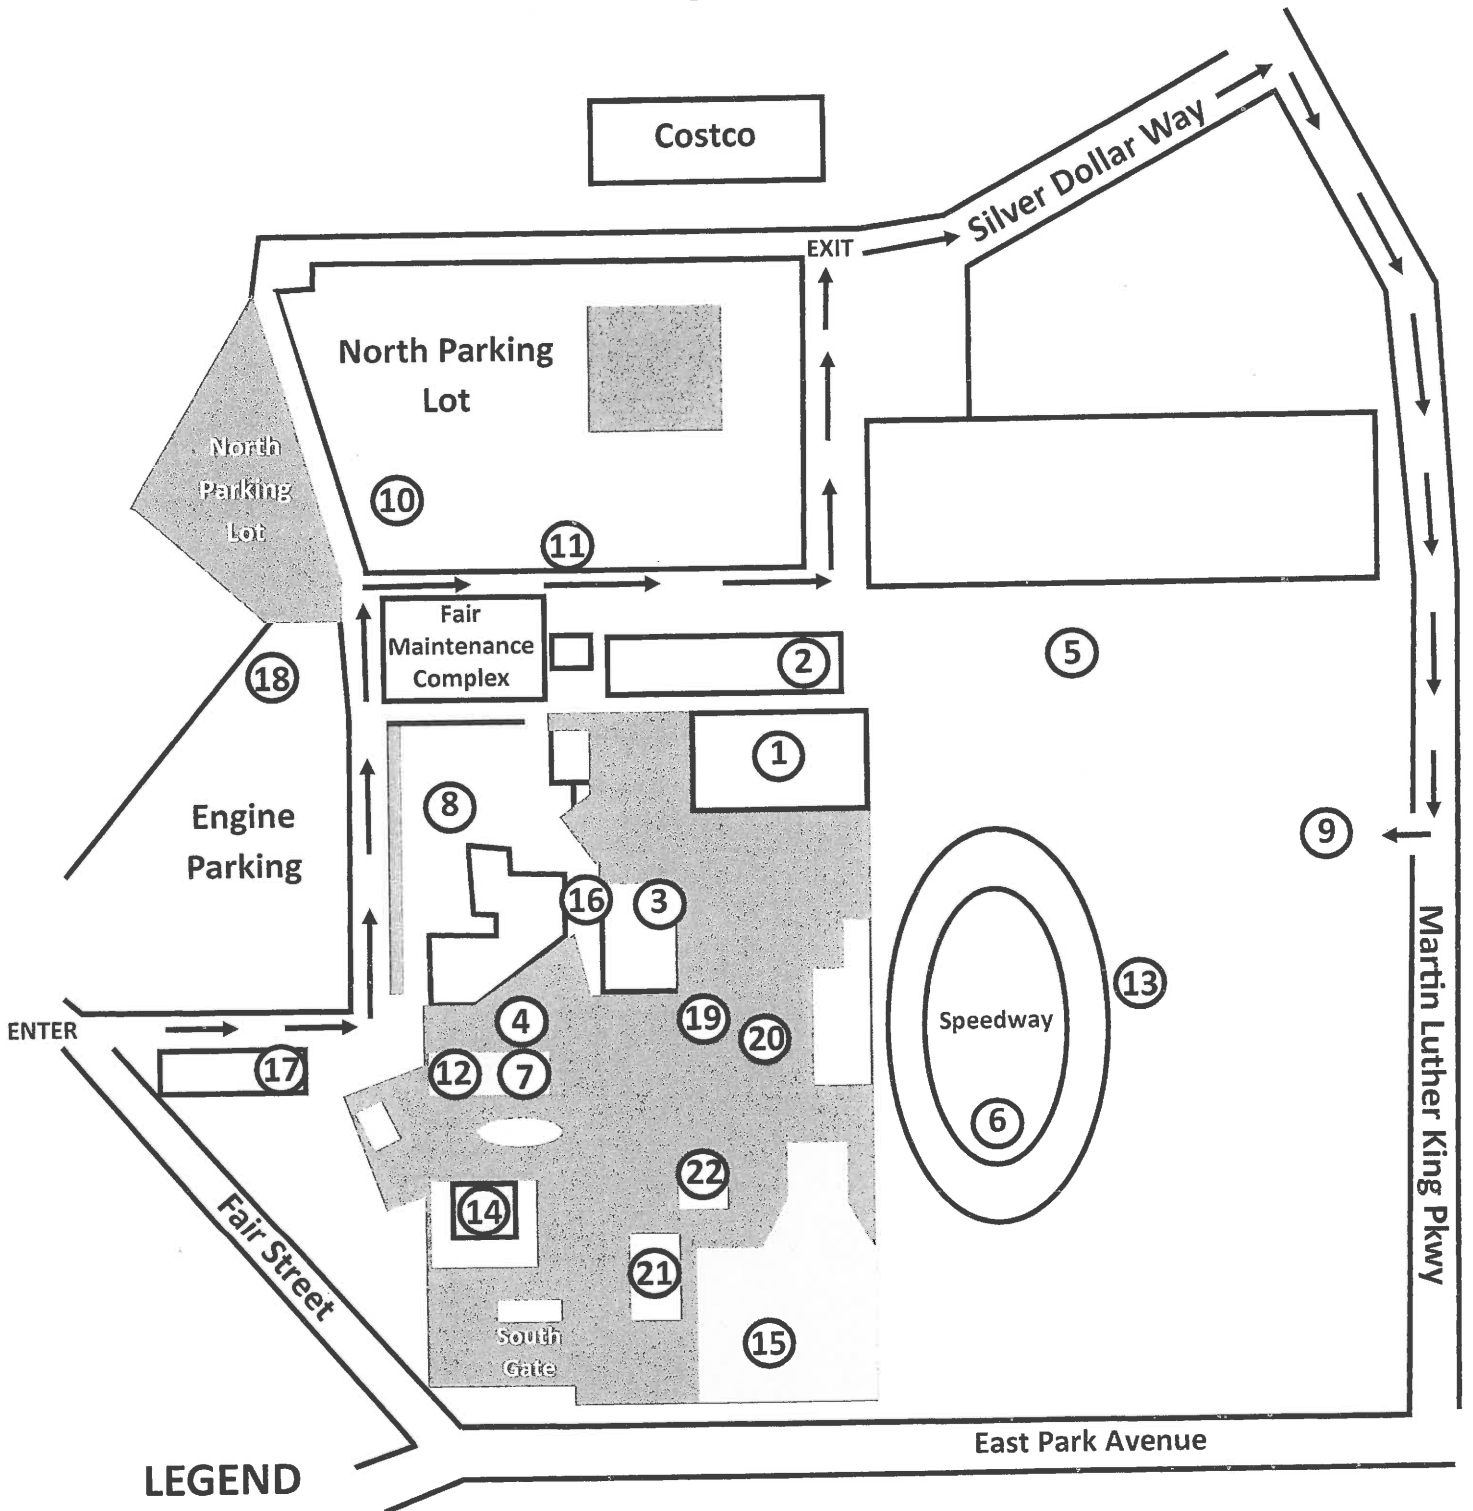 Costco
Silver Dollar Way
EXIT
North Parking
Lot
North
Parking
Lot
10
11
Fair
Maintenance
Complex
2
5
18
1
8
Engine
Parking
9
16
3
Martin Luther King Pkwy
13
ENTER
4
19
20
Speedway
17
12
7
6
22
14
Fair Street
21
South
Gate
15
East Park Avenue
LEGEND